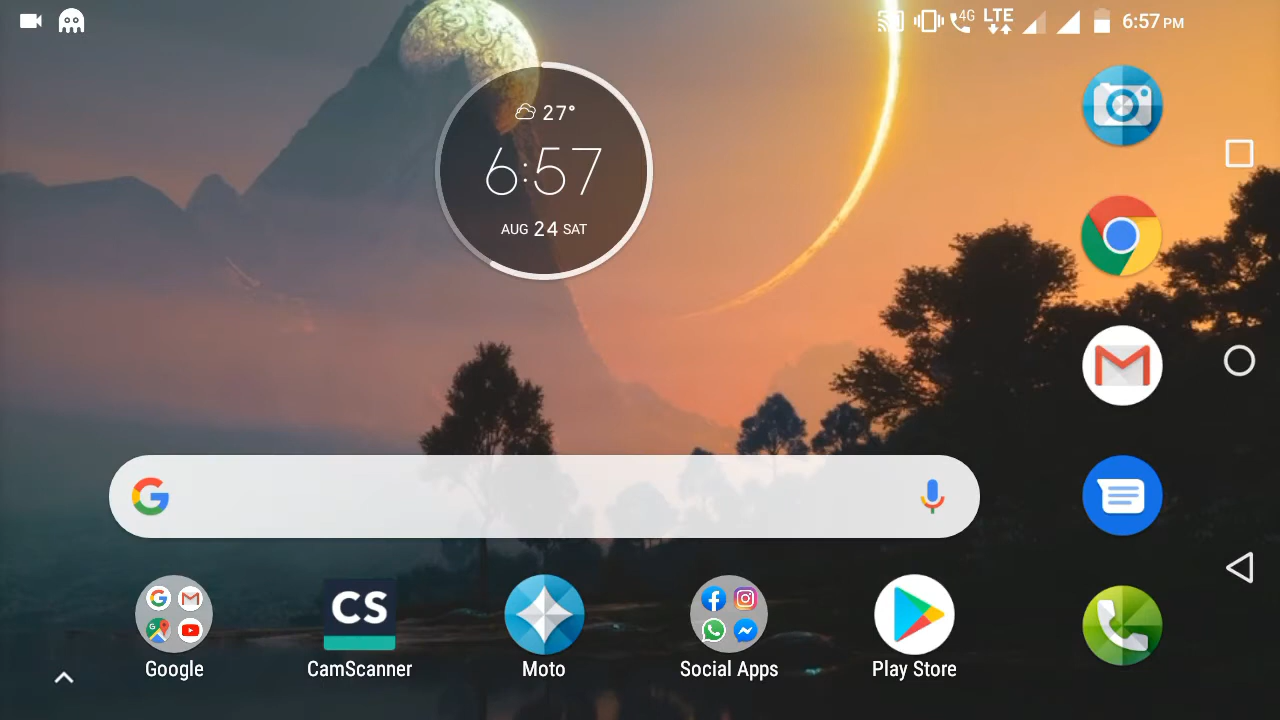 4G LTE 6:57 PM
27°
6:57
AUG 24 SAT
CS
Google
CamScanner
Moto
Social Apps
Play Store